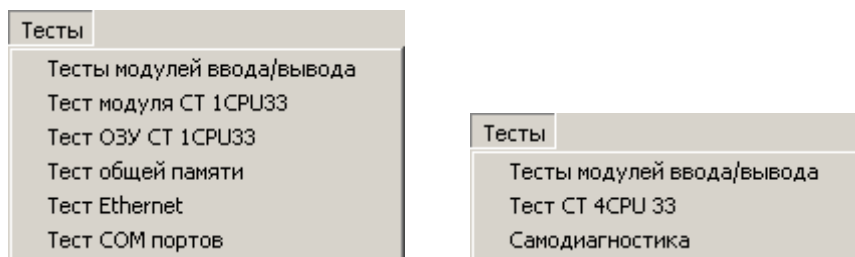 Тесты
Тесты модулей ввода/вывода
Тест модуля СТ 1CPU33
Тест ОЗУ СТ 1CPU33
Тест общей памяти
Тест Ethernet
Тест COM портов
Тесты
Тесты модулей ввода/вывода
Тест СТ 4CPU 33
Самодиагностика